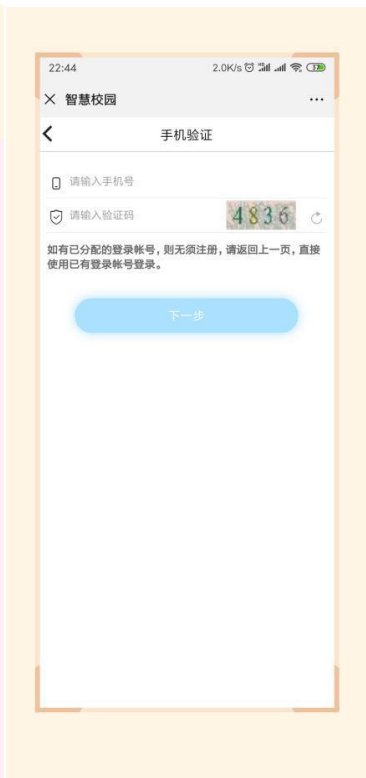 22:44 2.0K/s 37
智慧校园
手机验证
请输入手机号
请输入验证码 4836
如有已分配的登录帐号，则无须注册，请返回上一页，直接
使用已有登录帐号登录。
下一步